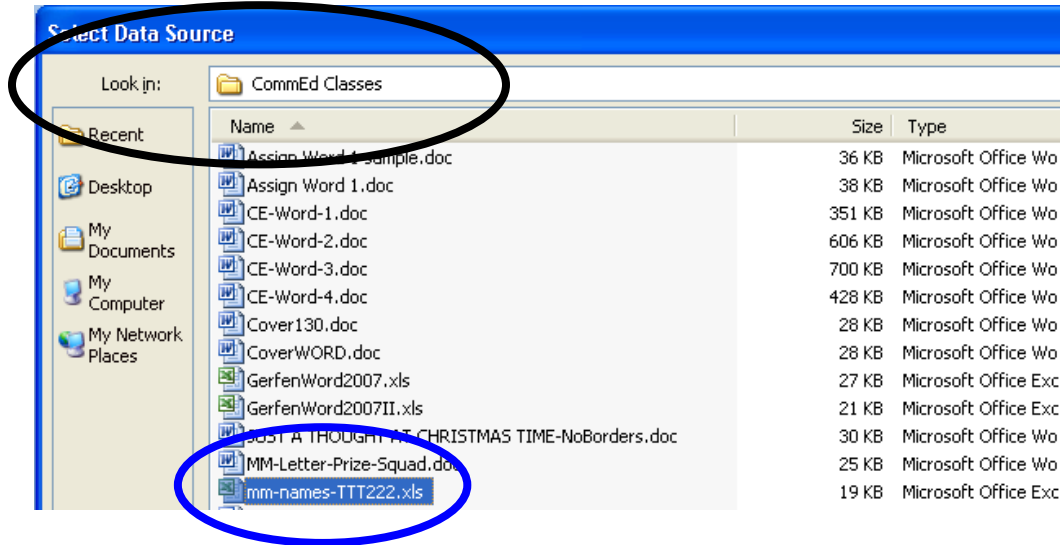 Select Data Source
Look in: CommEd Classes
Recent
Desktop
My
Documents
My
Computer
My Network
Places
Name Size Type
Assign Word 1 sample.doc 36 KB Microsoft Office Wo
Assign Word 1.doc 38 KB Microsoft Office Wo
CE-Word-1.doc 351 KB Microsoft Office Wo
CE-Word-2.doc 606 KB Microsoft Office Wo
CE-Word-3.doc 700 KB Microsoft Office Wo
CE-Word-4.doc 428 KB Microsoft Office Wo
Cover130.doc 28 KB Microsoft Office Wo
CoverWORD.doc 28 KB Microsoft Office Wo
GerfenWord2007.xls 27 KB Microsoft Office Exc
GerfenWord2007II.xls 21 KB Microsoft Office Exc
JUST A THOUGHT AT CHRISTMAS TIME-NoBorders.doc 30 KB Microsoft Office Wo
MM-Letter-Prize-Squad.doc 25 KB Microsoft Office Wo
mm-names-TTT222.xls 19 KB Microsoft Office Exc